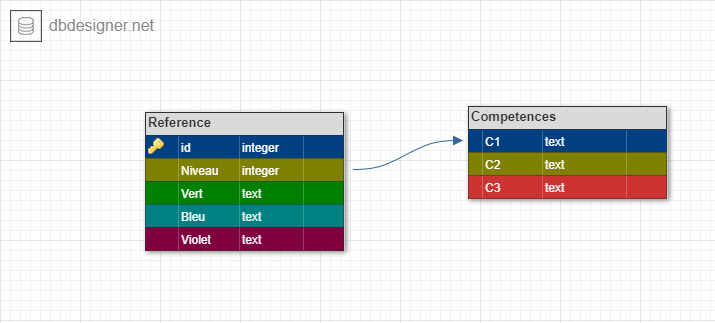 dbdesigner.net
Reference
id integer
Niveau integer
Vert text
Bleu text
Violet text
Competences
C1 text
C2 text
C3 text